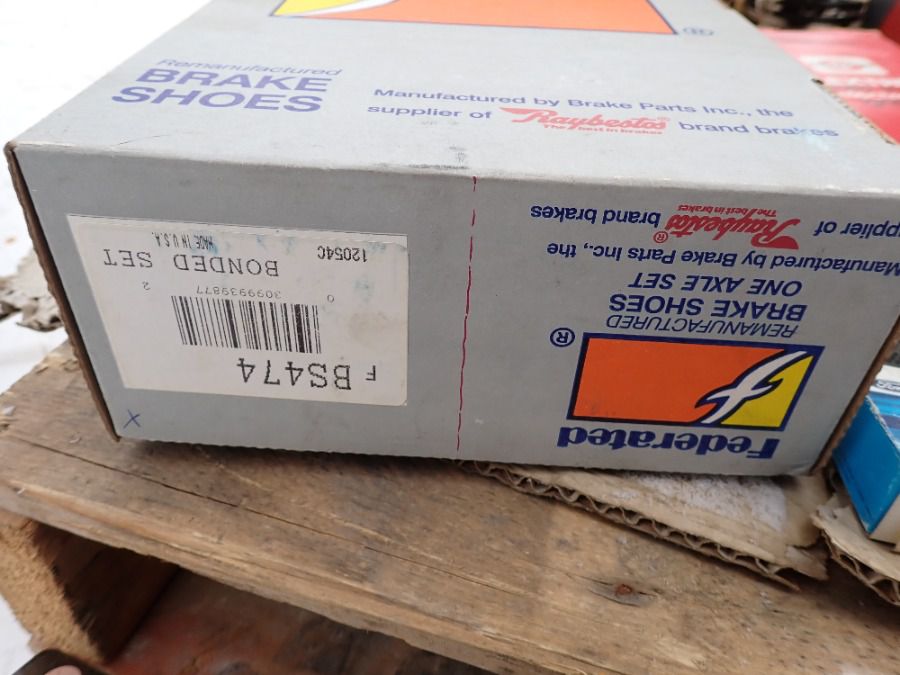 ®
Remanufactured
BRAKE
SHOES
Manufactured by Brake Parts Inc., the
supplier of Raybestos® brand brakes
The best in brakes
F BS474
0 3099939877 2
BONDED SET
12054C MADE IN U.S.A.
X
Federated
®
REMANUFACTURED
BRAKE SHOES
ONE AXLE SET
Manufactured by Brake Parts Inc., the
supplier of Raybestos® brand brakes
The best in brakes